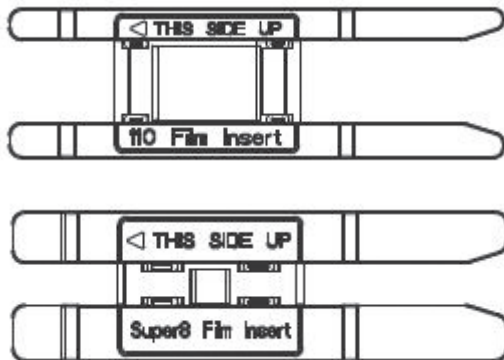 ◁ THIS SIDE UP
110 Film Insert
◁ THIS SIDE UP
Super8 Film Insert